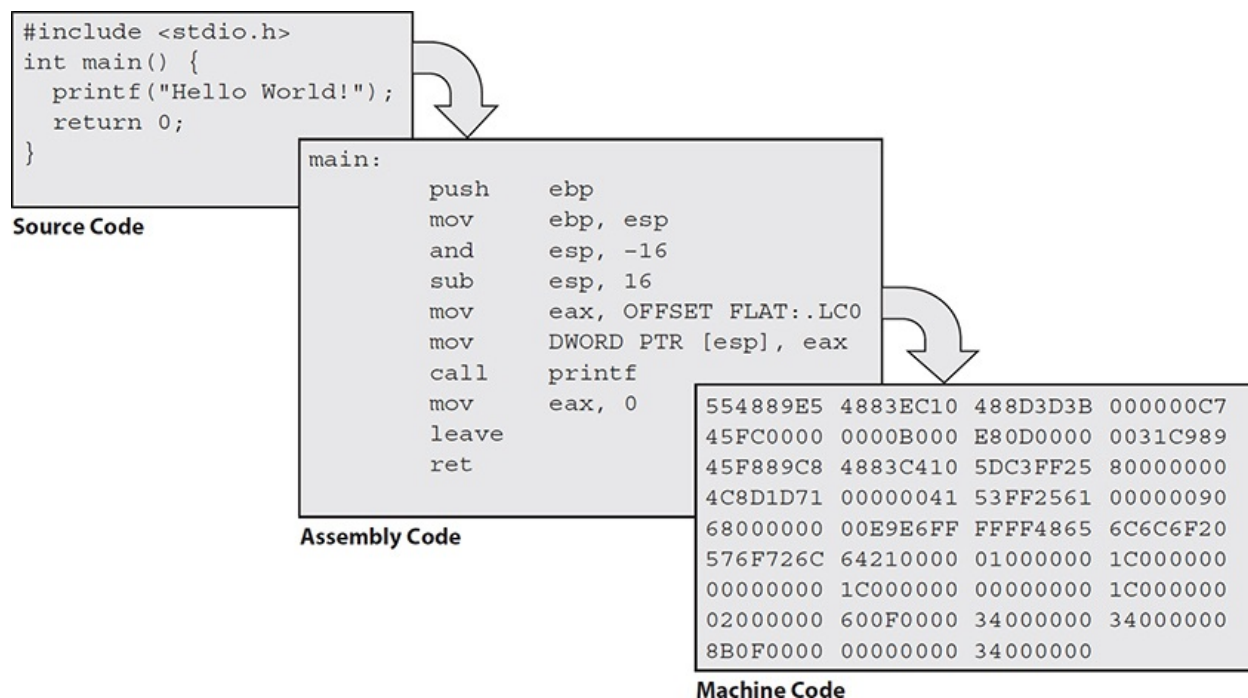 #include <stdio.h>
int main() {
  printf("Hello World!");
  return 0;
}
Source Code
main:
        push    ebp
        mov     ebp, esp
        and     esp, -16
        sub     esp, 16
        mov     eax, OFFSET FLAT:.LC0
        mov     DWORD PTR [esp], eax
        call    printf
        mov     eax, 0
        leave
        ret
Assembly Code
554889E5 4883EC10 488D3D3B 000000C7
45FC0000 0000B000 E80D0000 0031C989
45F889C8 4883C410 5DC3FF25 80000000
4C8D1D71 00000041 53FF2561 00000090
68000000 00E9E6FF FFFF4865 6C6C6F20
576F726C 64210000 01000000 1C000000
00000000 1C000000 00000000 1C000000
02000000 600F0000 34000000 34000000
8B0F0000 00000000 34000000
Machine Code